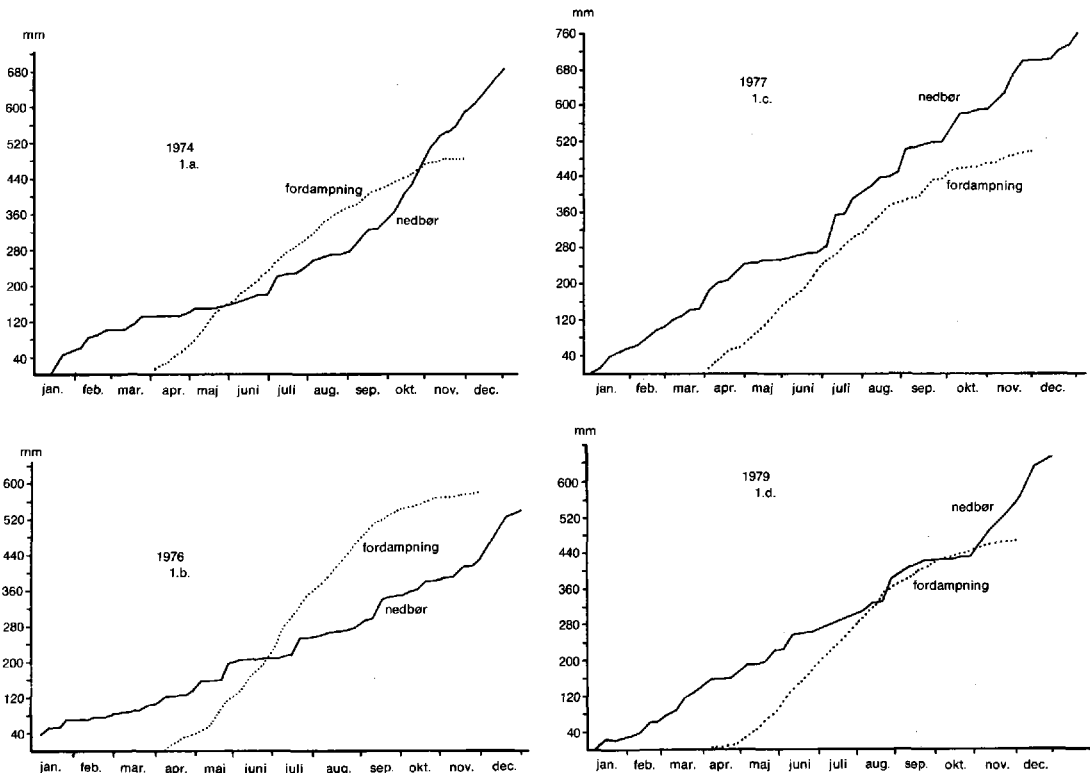 mm
680
600
520
440
360
280
200
120
40
1974
1.a.
fordampning
nedbør
jan. feb. mar. apr. maj juni juli aug. sep. okt. nov. dec.
mm
760
680
600
520
440
360
280
200
120
40
1977
1.c.
nedbør
fordampning
jan. feb. mar. apr. maj juni juli aug. sep. okt. nov. dec.
mm
600
520
440
360
280
200
120
40
1976
1.b.
fordampning
nedbør
jan. feb. mar. apr. maj juni juli aug. sep. okt. nov. dec.
mm
600
520
440
360
280
200
120
40
1979
1.d.
nedbør
fordampning
jan. feb. mar. apr. maj juni juli aug. sep. okt. nov. dec.